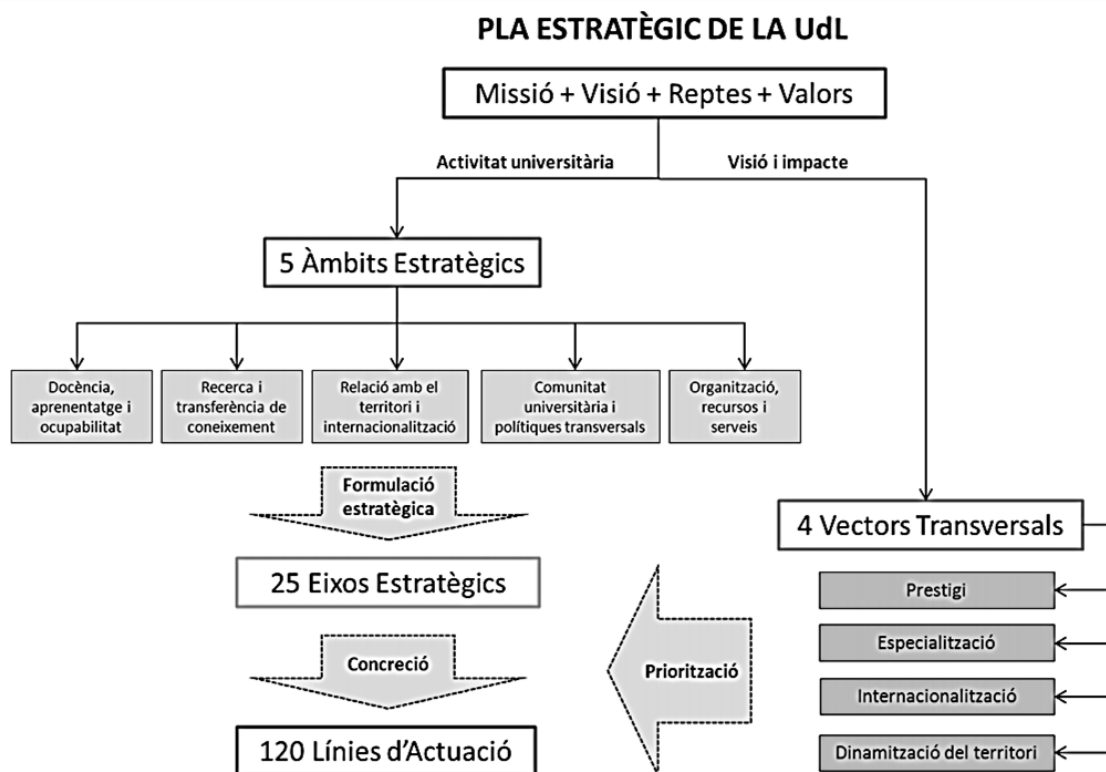 PLA ESTRATÈGIC DE LA UdL
Missió + Visió + Reptes + Valors
Activitat universitària
Visió i impacte
5 Àmbits Estratègics
Docència,
aprenentatge i
ocupabilitat
Recerca i
transferència de
coneixement
Relació amb el
territori i
internacionalització
Comunitat
universitària i
polítiques transversals
Organització,
recursos i
serveis
Formulació
estratègica
25 Eixos Estratègics
Concreció
120 Línies d'Actuació
Priorització
4 Vectors Transversals
Prestigi
Especialització
Internacionalització
Dinamització del territori